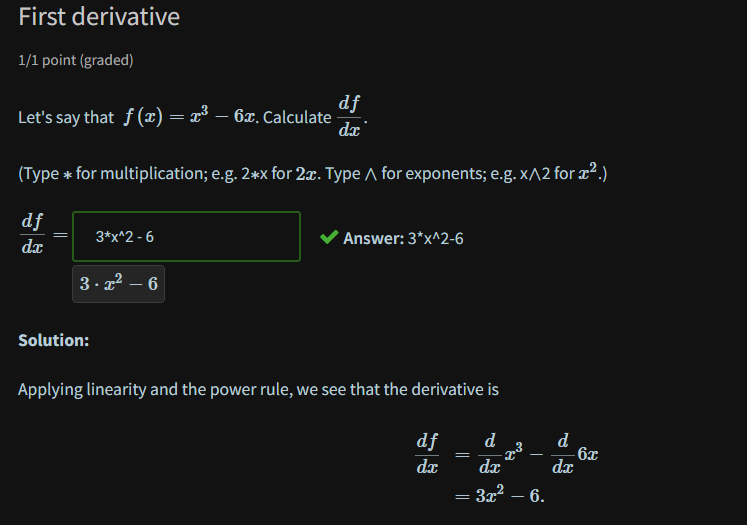 First derivative
1/1 point (graded)
Let's say that f(x) = x³ − 6x. Calculate df/dx.
(Type * for multiplication; e.g. 2*x for 2x. Type ∧ for exponents; e.g. x∧2 for x².)
df/dx = 3*x^2 - 6 ✔ Answer: 3*x^2-6
3 · x² − 6
Solution:
Applying linearity and the power rule, we see that the derivative is
df/dx = d/dx x³ − d/dx 6x
= 3x² − 6.